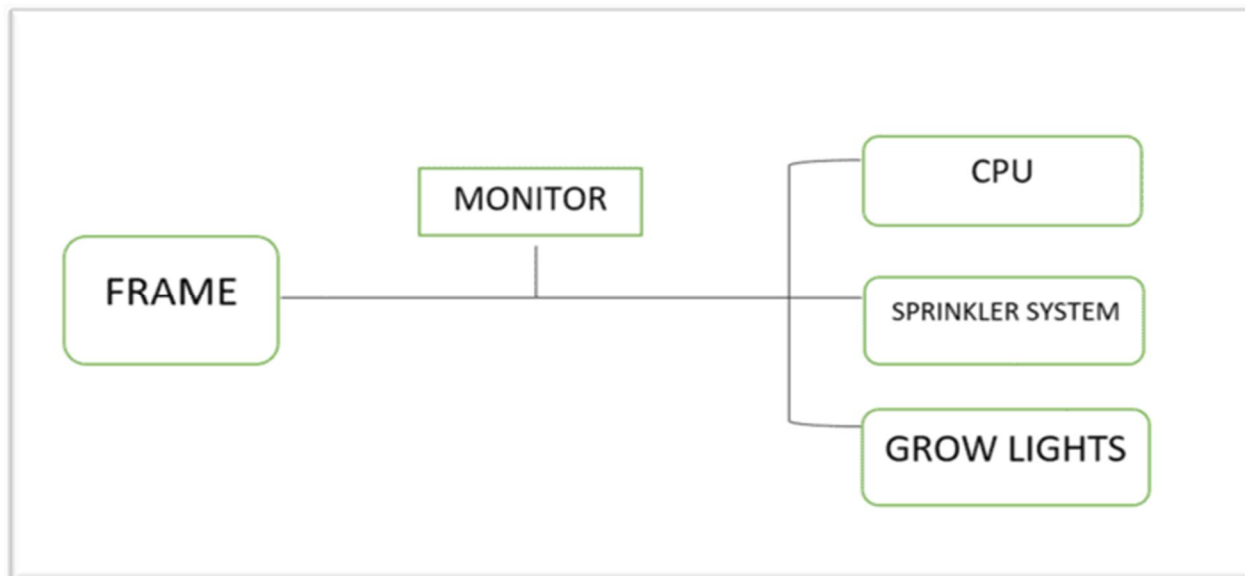 FRAME
MONITOR
CPU
SPRINKLER SYSTEM
GROW LIGHTS